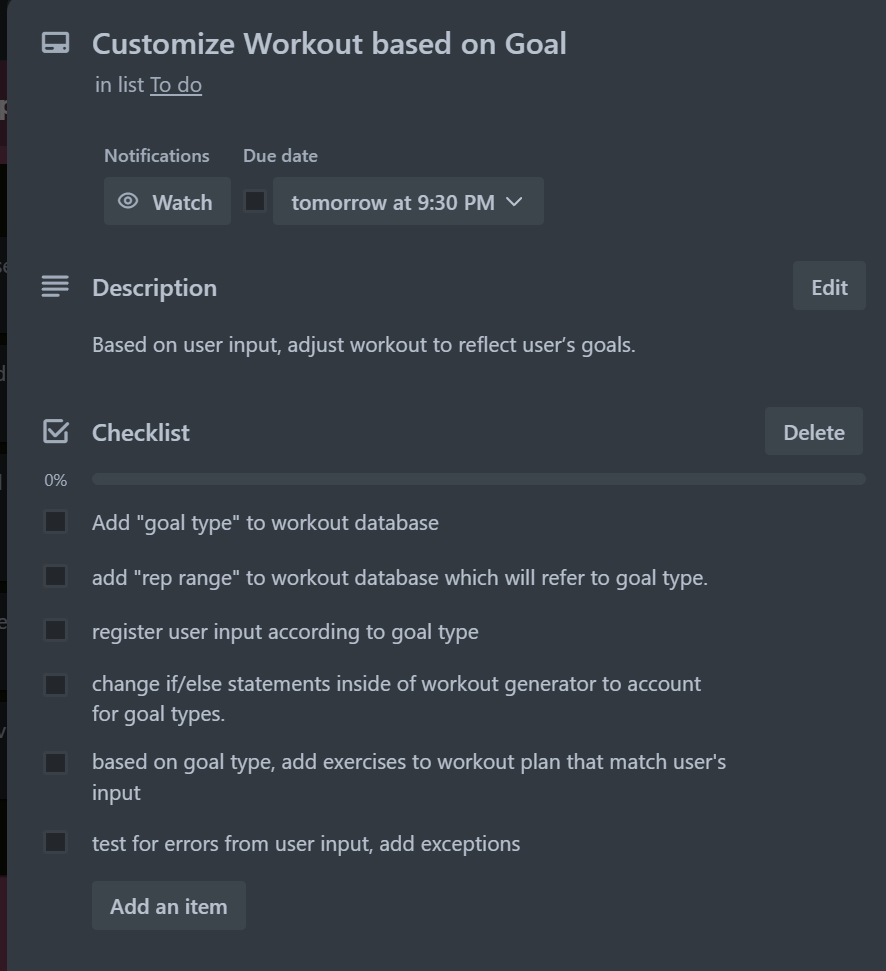 Customize Workout based on Goal
in list To do
Notifications
Due date
Watch
tomorrow at 9:30 PM
Description
Edit
Based on user input, adjust workout to reflect user’s goals.
Checklist
Delete
0%
Add "goal type" to workout database
add "rep range" to workout database which will refer to goal type.
register user input according to goal type
change if/else statements inside of workout generator to account
for goal types.
based on goal type, add exercises to workout plan that match user's
input
test for errors from user input, add exceptions
Add an item